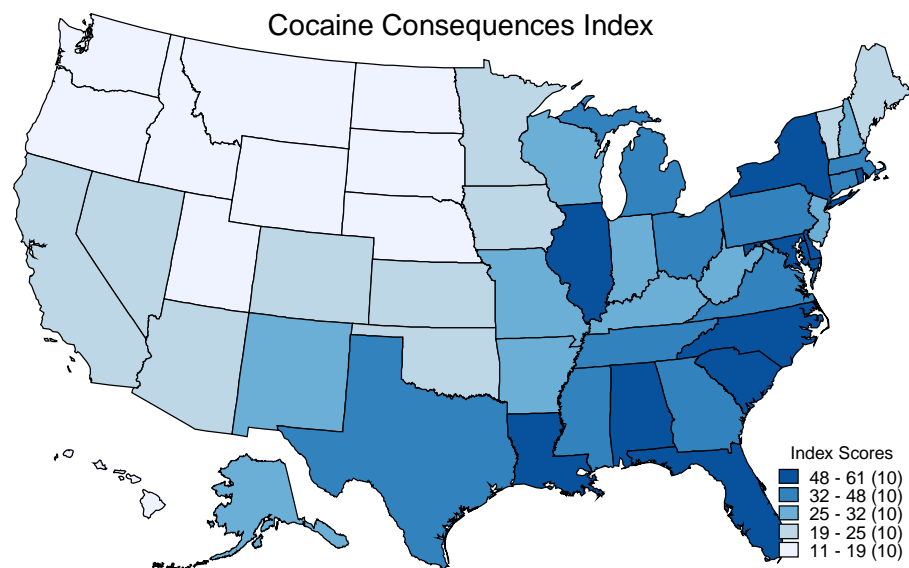 Cocaine Consequences Index
Index Scores
48 - 61 (10)
32 - 48 (10)
25 - 32 (10)
19 - 25 (10)
11 - 19 (10)